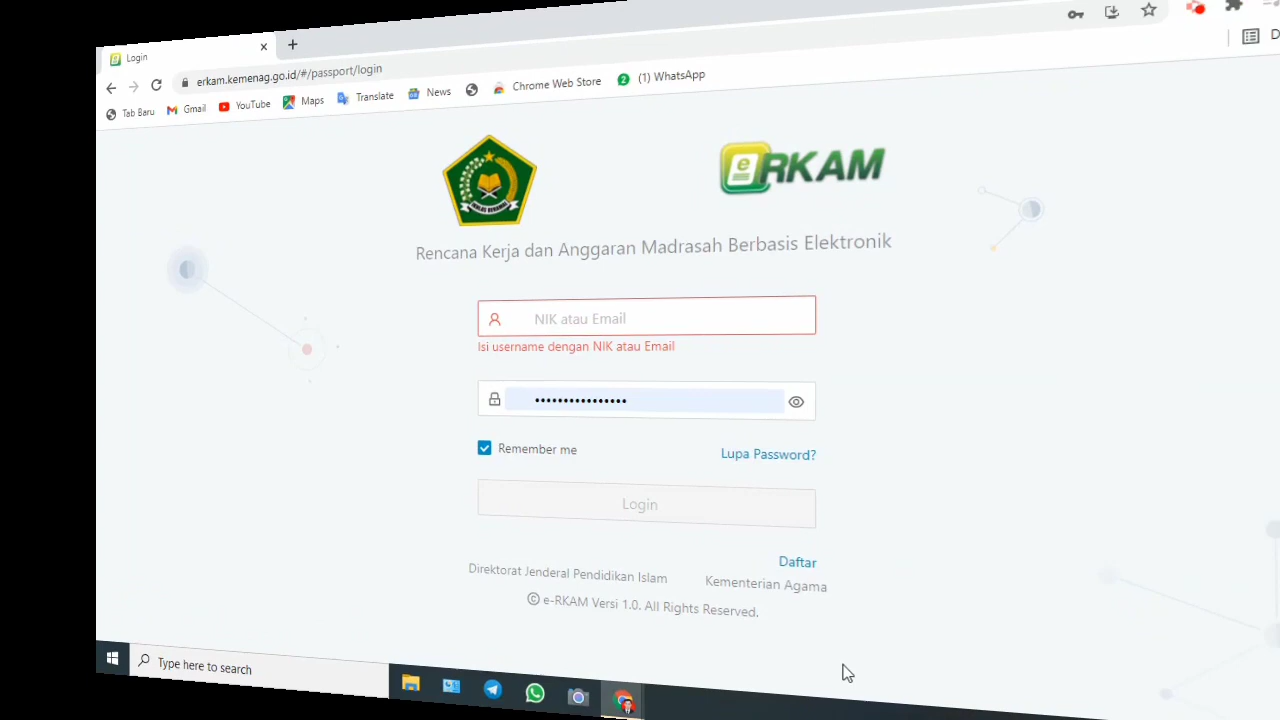 Login
erkam.kemenag.go.id/#/passport/login
Tab Baru Gmail YouTube Maps Translate News Chrome Web Store (1) WhatsApp
IKHLAS BERAMAL
eRKAM
Rencana Kerja dan Anggaran Madrasah Berbasis Elektronik
NIK atau Email
Isi username dengan NIK atau Email
Remember me
Lupa Password?
Login
Daftar
Direktorat Jenderal Pendidikan Islam Kementerian Agama
© e-RKAM Versi 1.0. All Rights Reserved.
Type here to search